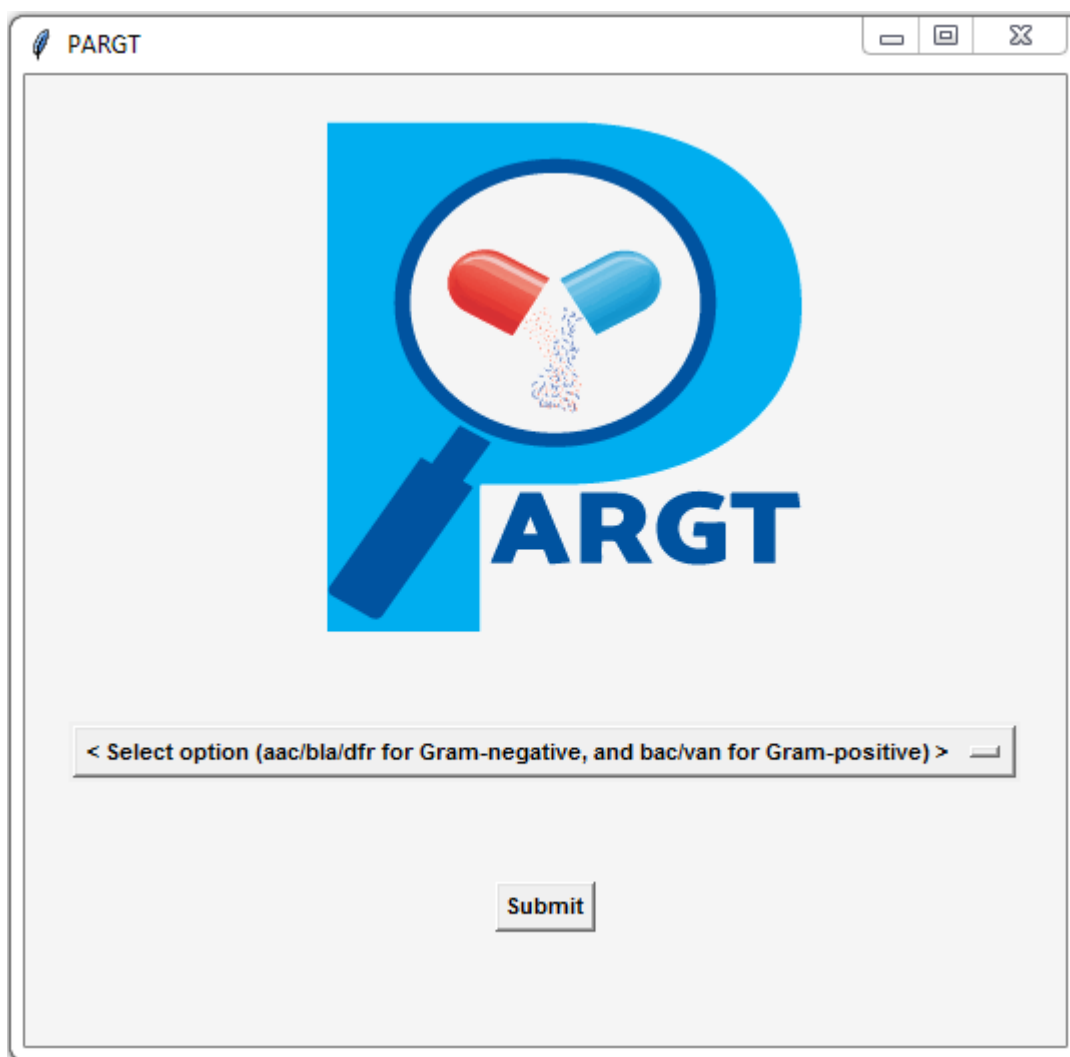 PARGT
PARGT
< Select option (aac/bla/dfr for Gram-negative, and bac/van for Gram-positive) >
Submit